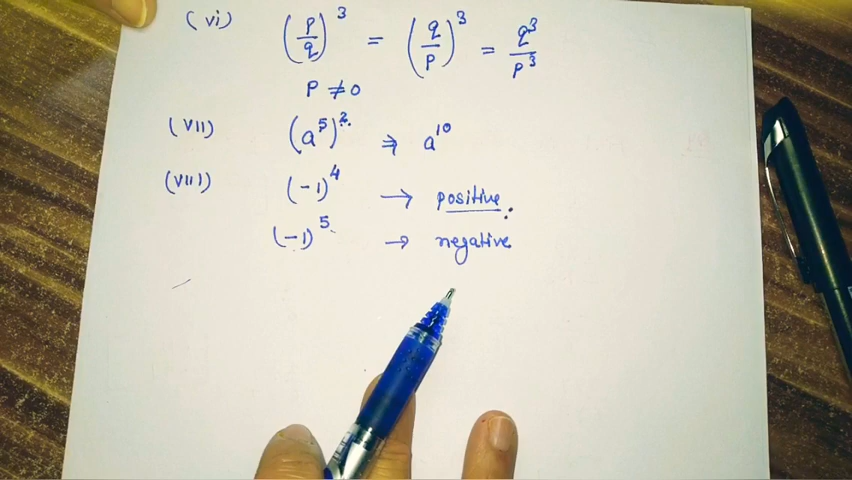 (vi) (p/q)^3 = (q/p)^3 = q^3/p^3
P ≠ 0
(VII) (a^5)^2. ⇒ a^10
(VIII) (-1)^4 → positive.
(-1)^5. → negative